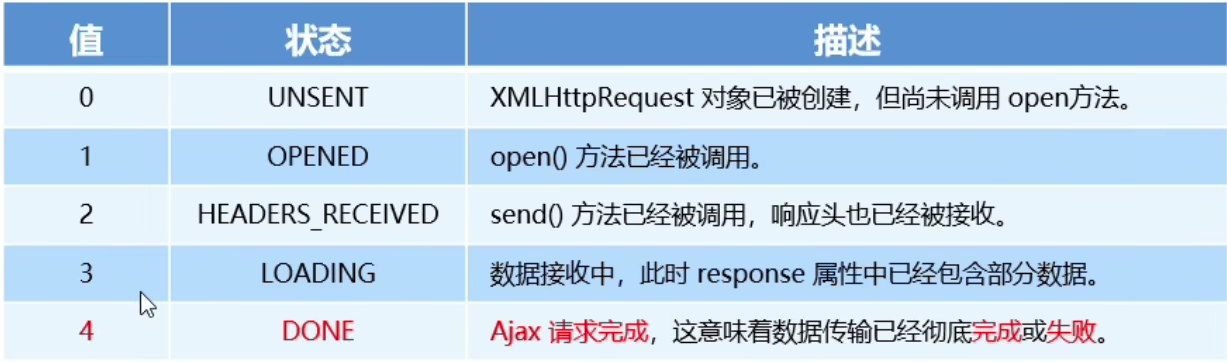 值 状态 描述
0 UNSENT XMLHttpRequest 对象已被创建，但尚未调用 open方法。
1 OPENED open() 方法已经被调用。
2 HEADERS_RECEIVED send() 方法已经被调用，响应头也已经被接收。
3 LOADING 数据接收中，此时 response 属性中已经包含部分数据。
4 DONE Ajax 请求完成，这意味着数据传输已经彻底完成或失败。